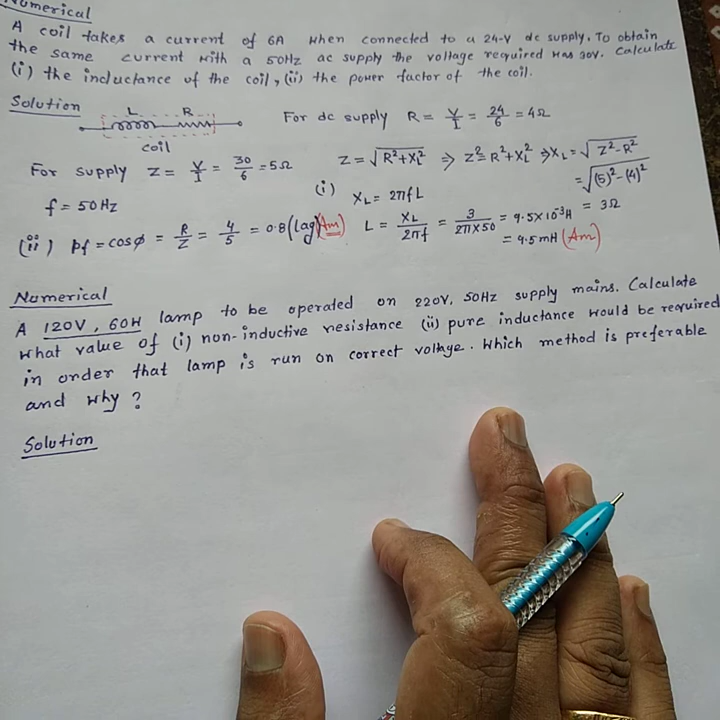 Numerical
A coil takes a current of 6A when connected to a 24-V dc supply. To obtain
the same current with a 50Hz ac supply the voltage required was 30V. Calculate
(i) the inductance of the coil, (ii) the power factor of the coil.
Solution
L R
coil
For dc supply R = V/I = 24/6 = 4Ω
For supply Z = V/I = 30/6 = 5Ω
f = 50Hz
Z = √(R²+X_L²) ⇒ Z² = R²+X_L² ⇒ X_L = √(Z²-R²)
= √((5)²-(4)²)
= 3Ω
(i) X_L = 2πfL
L = X_L/2πf = 3/2π×50 = 9.5×10⁻³H
= 9.5mH (Ans)
(ii) Pf = cosφ = R/Z = 4/5 = 0.8 (lag) (Ans)
Numerical
A 120V, 60W lamp to be operated on 220V, 50Hz supply mains. Calculate
what value of (i) non-inductive resistance (ii) pure inductance would be required
in order that lamp is run on correct voltage. Which method is preferable
and why?
Solution